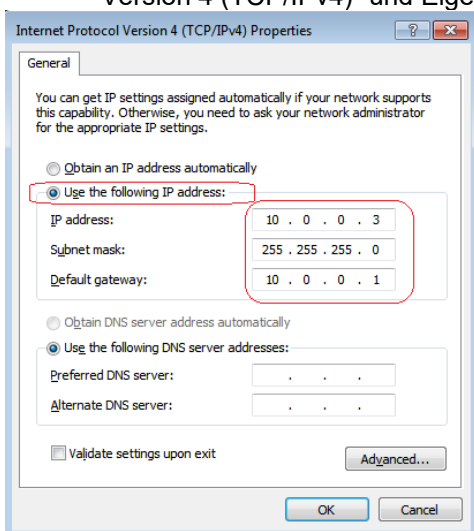 Version 4 (TCP/IPv4)" und Eige
Internet Protocol Version 4 (TCP/IPv4) Properties ?
General
You can get IP settings assigned automatically if your network supports
this capability. Otherwise, you need to ask your network administrator
for the appropriate IP settings.
Obtain an IP address automatically
Use the following IP address:
IP address: 10 . 0 . 0 . 3
Subnet mask: 255 . 255 . 255 . 0
Default gateway: 10 . 0 . 0 . 1
Obtain DNS server address automatically
Use the following DNS server addresses:
Preferred DNS server: . . .
Alternate DNS server: . . .
Validate settings upon exit
Advanced...
OK Cancel